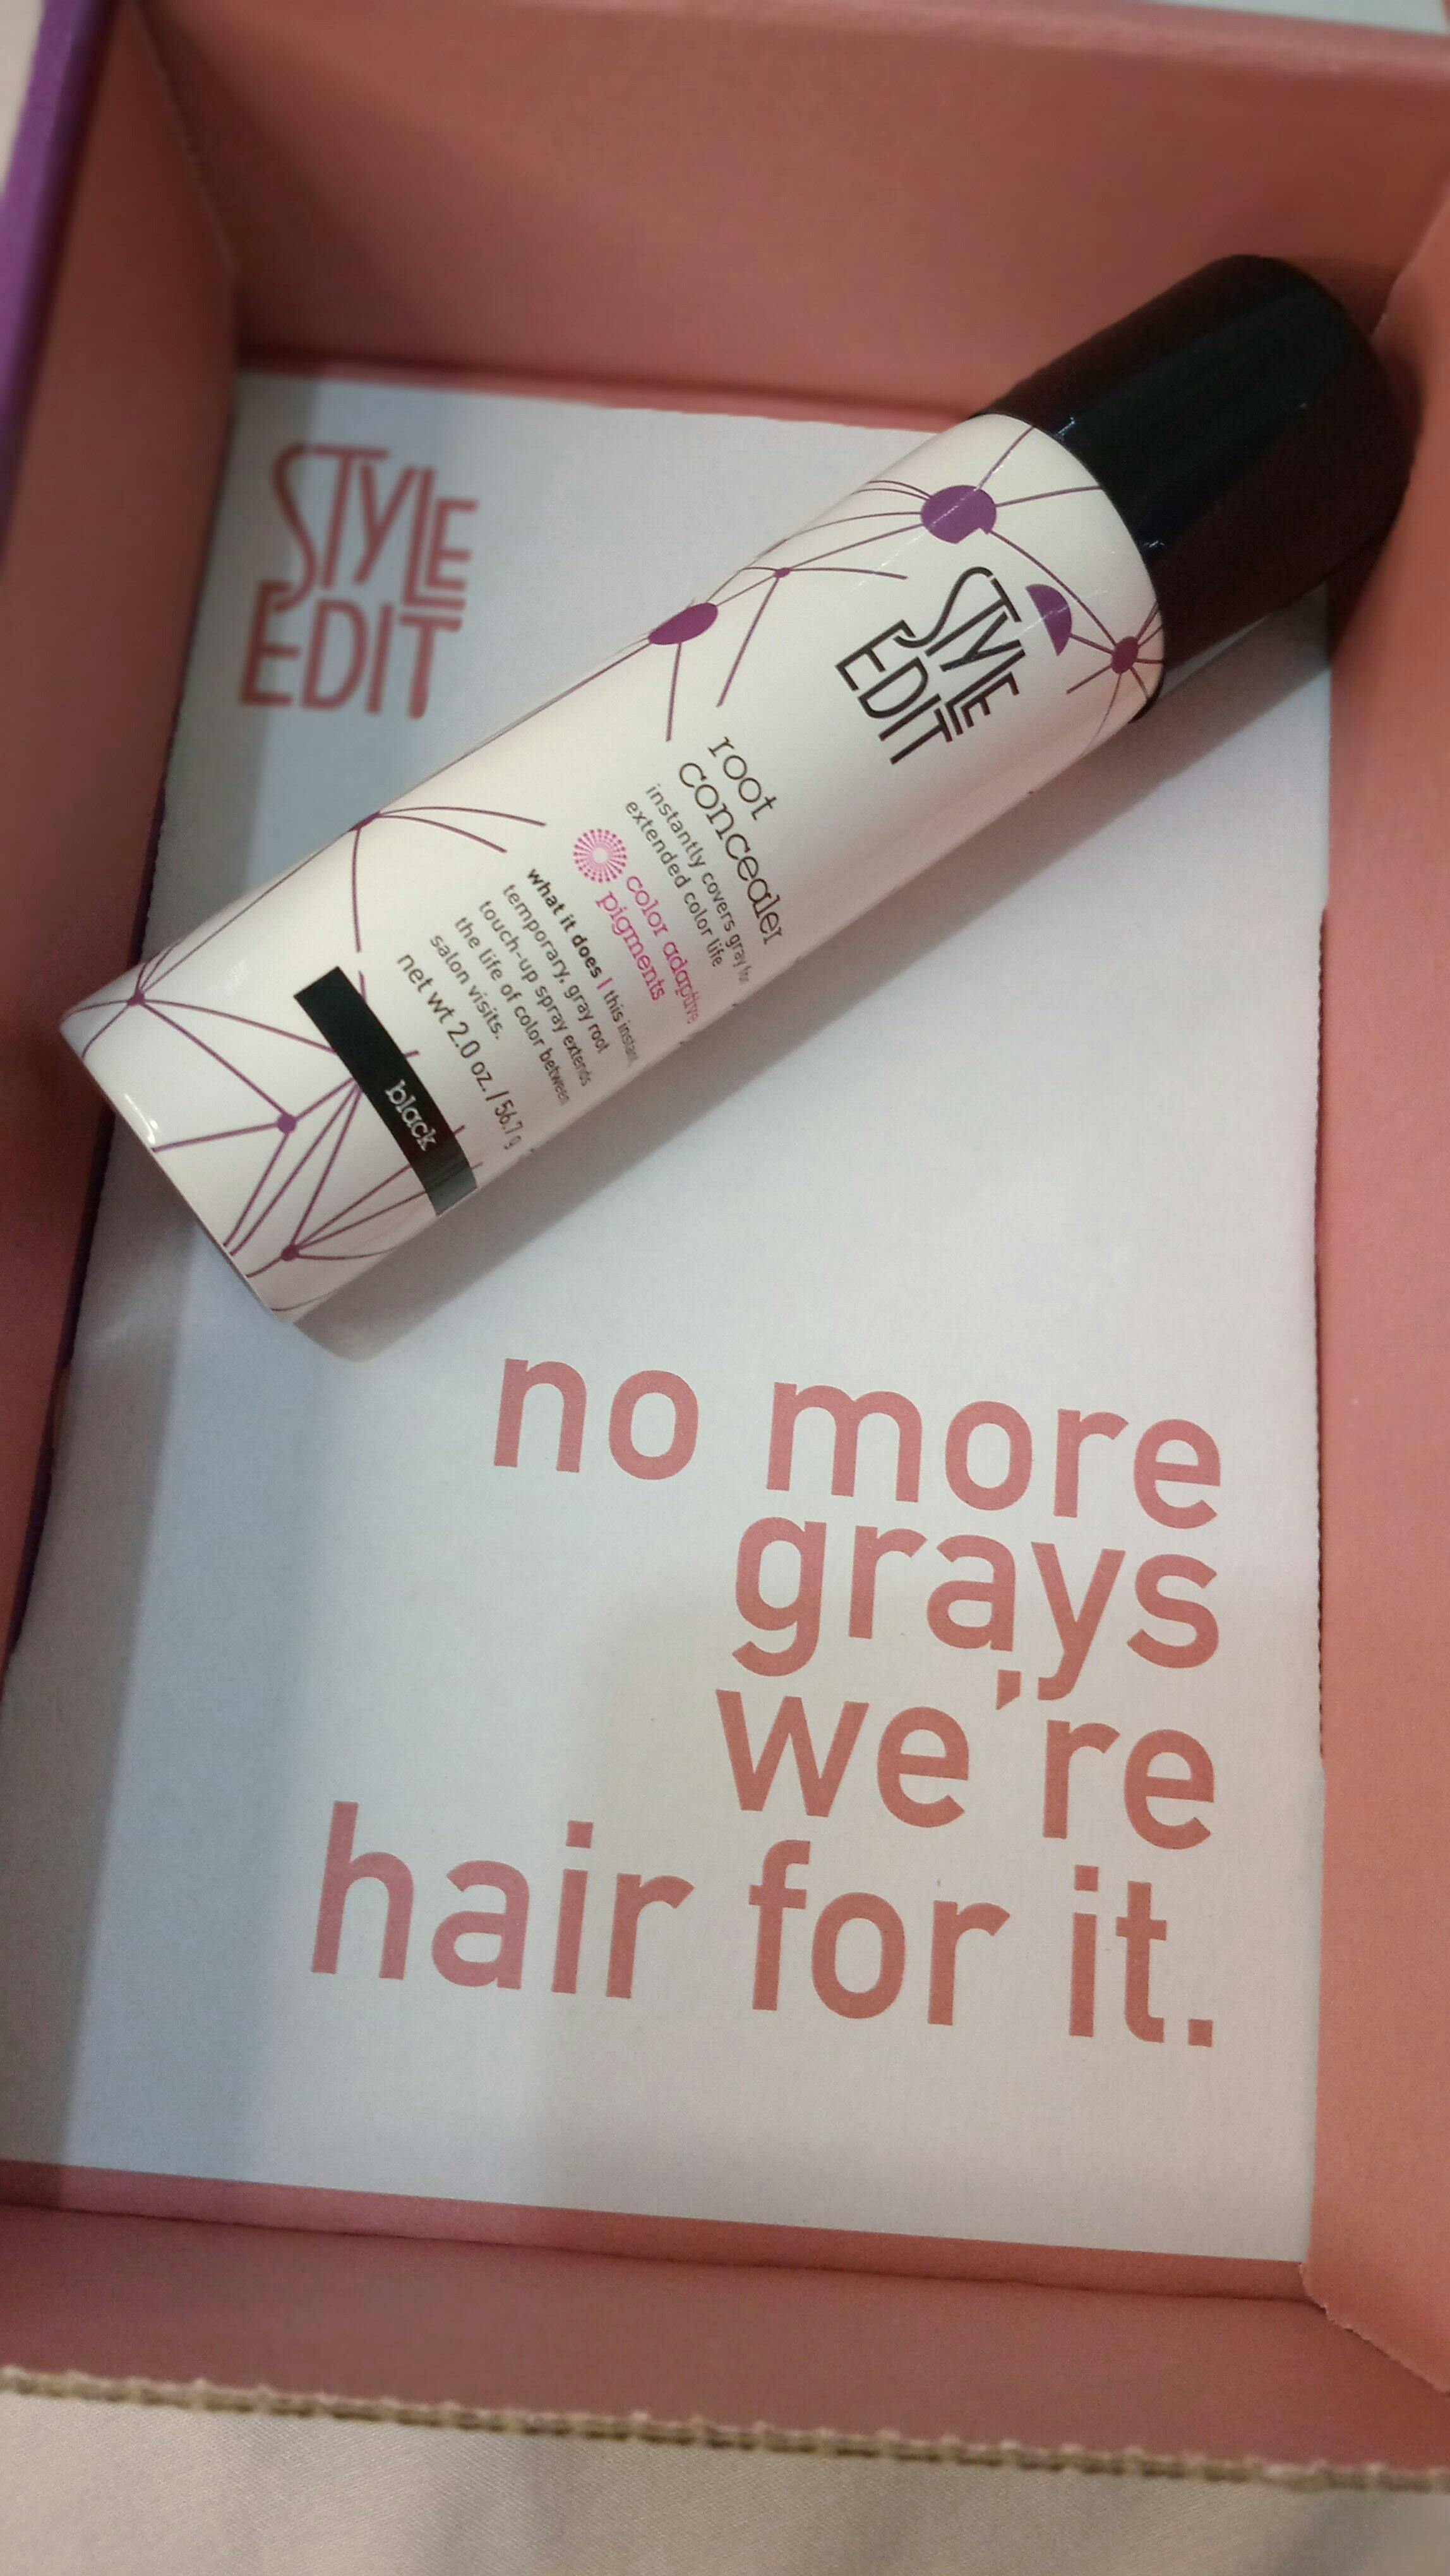 STYLE
EDIT
STYLE
EDIT
root
concealer
instantly covers gray for
extended color life
color adaptive
pigments
what it does | this instant,
temporary, gray root
touch-up spray extends
the life of color between
salon visits.
net wt 2.0 oz. / 56.7 g
black
no more
grays
we're
hair for it.